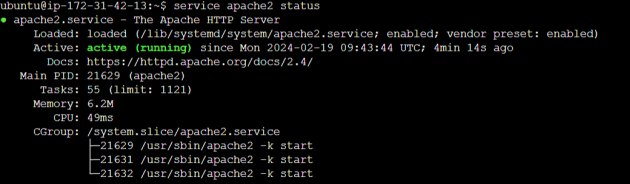 ubuntu@ip-172-31-42-13:~$ service apache2 status
● apache2.service - The Apache HTTP Server
     Loaded: loaded (/lib/systemd/system/apache2.service; enabled; vendor preset: enabled)
     Active: active (running) since Mon 2024-02-19 09:43:44 UTC; 4min 14s ago
       Docs: https://httpd.apache.org/docs/2.4/
   Main PID: 21629 (apache2)
      Tasks: 55 (limit: 1121)
     Memory: 6.2M
        CPU: 49ms
     CGroup: /system.slice/apache2.service
             ├─21629 /usr/sbin/apache2 -k start
             ├─21631 /usr/sbin/apache2 -k start
             └─21632 /usr/sbin/apache2 -k start